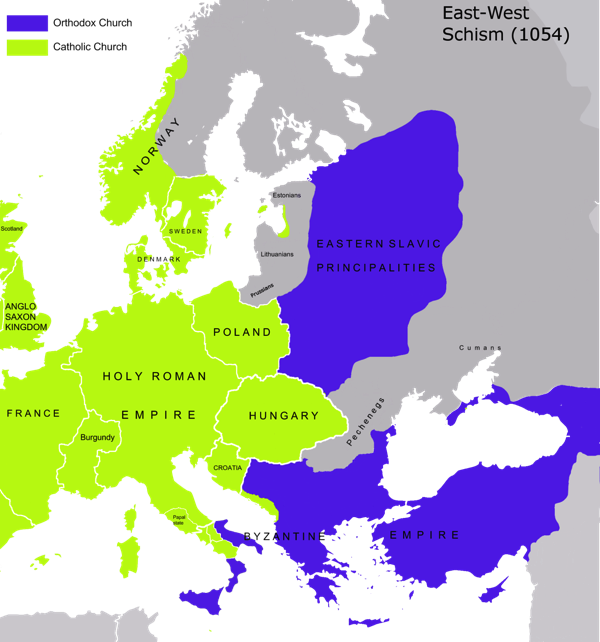 East-West
Schism (1054)
Orthodox Church
Catholic Church
NORWAY
Estonians
Scotland
SWEDEN
EASTERN SLAVIC
DENMARK
Lithuanians
PRINCIPALITIES
Prussians
ANGLO
SAXON
KINGDOM
POLAND
Cumans
HOLY ROMAN
EMPIRE
FRANCE
HUNGARY
Pechenegs
Burgundy
CROATIA
Papal
state
BYZANTINE
EMPIRE